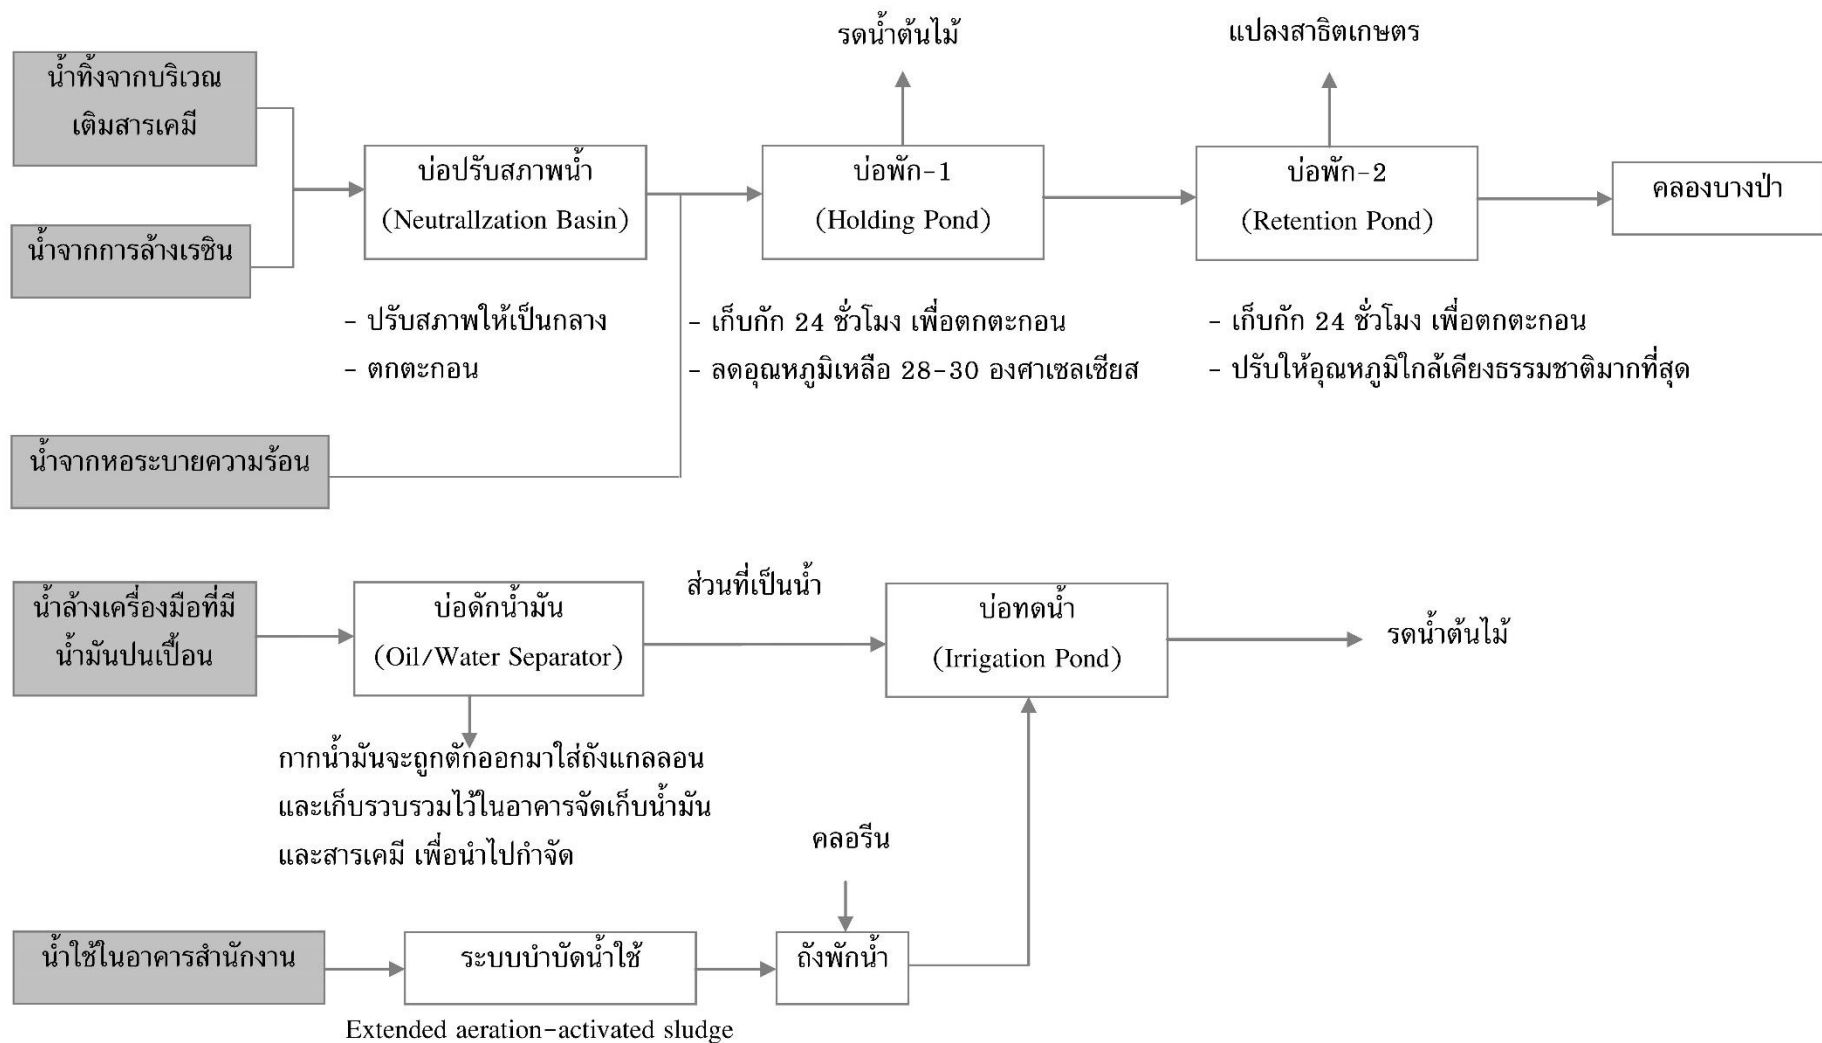 รดน้ำต้นไม้
แปลงสาธิตเกษตร
น้ำทิ้งจากบริเวณ
เติมสารเคมี
บ่อปรับสภาพน้ำ
(Neutrallzation Basin)
บ่อพัก-1
(Holding Pond)
บ่อพัก-2
(Retention Pond)
คลองบางป่า
น้ำจากการล้างเรซิน
- ปรับสภาพให้เป็นกลาง
- ตกตะกอน
- เก็บกัก 24 ชั่วโมง เพื่อตกตะกอน
- ลดอุณหภูมิเหลือ 28-30 องศาเซลเซียส
- เก็บกัก 24 ชั่วโมง เพื่อตกตะกอน
- ปรับให้อุณหภูมิใกล้เคียงธรรมชาติมากที่สุด
น้ำจากหอระบายความร้อน
น้ำล้างเครื่องมือที่มี
น้ำมันปนเปื้อน
บ่อดักน้ำมัน
(Oil/Water Separator)
ส่วนที่เป็นน้ำ
บ่อทดน้ำ
(Irrigation Pond)
รดน้ำต้นไม้
กากน้ำมันจะถูกตักออกมาใส่ถังแกลลอน
และเก็บรวบรวมไว้ในอาคารจัดเก็บน้ำมัน
และสารเคมี เพื่อนำไปกำจัด
คลอรีน
น้ำใช้ในอาคารสำนักงาน
ระบบบำบัดน้ำใช้
ถังพักน้ำ
Extended aeration-activated sludge